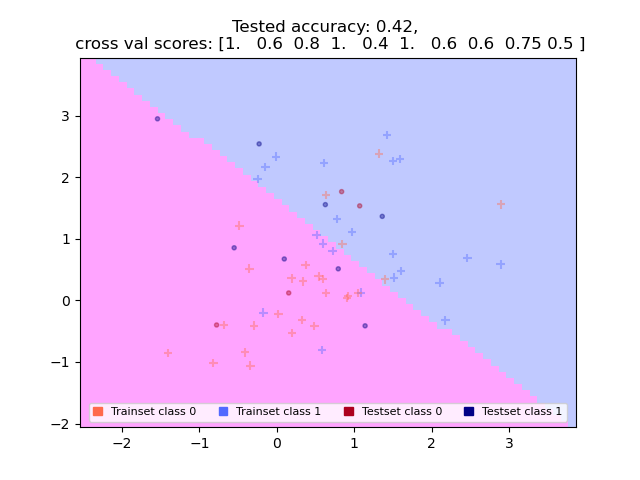 Tested accuracy: 0.42,
cross val scores: [1. 0.6 0.8 1. 0.4 1. 0.6 0.6 0.75 0.5 ]
3
2
1
0
−1
−2
Trainset class 0 Trainset class 1 Testset class 0 Testset class 1
−2 −1 0 1 2 3